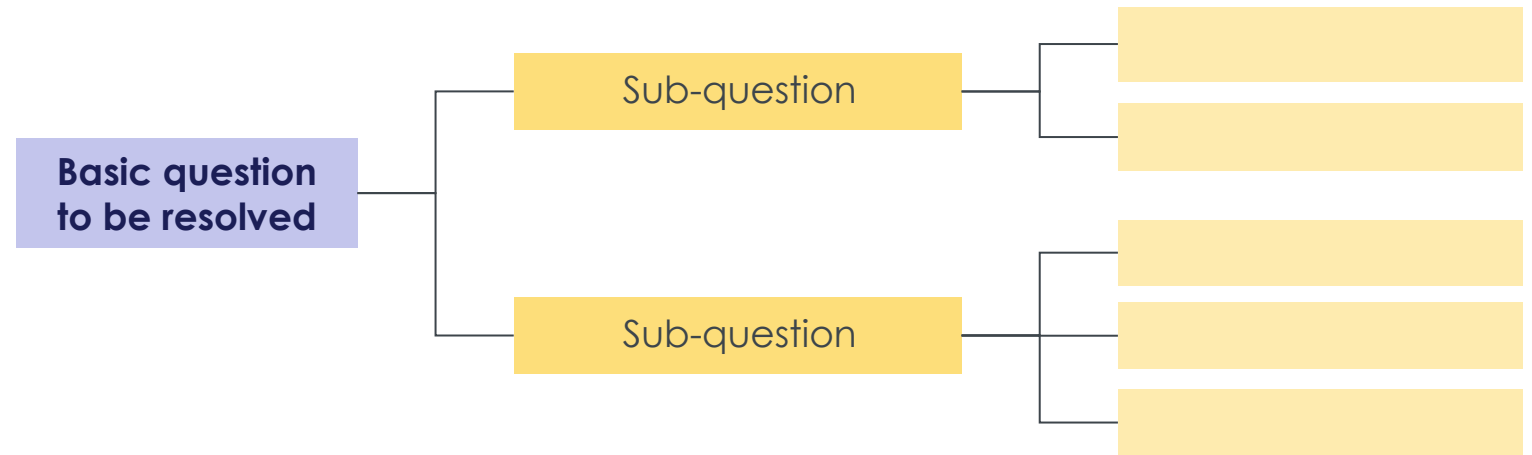 Basic question
to be resolved
Sub-question
Sub-question